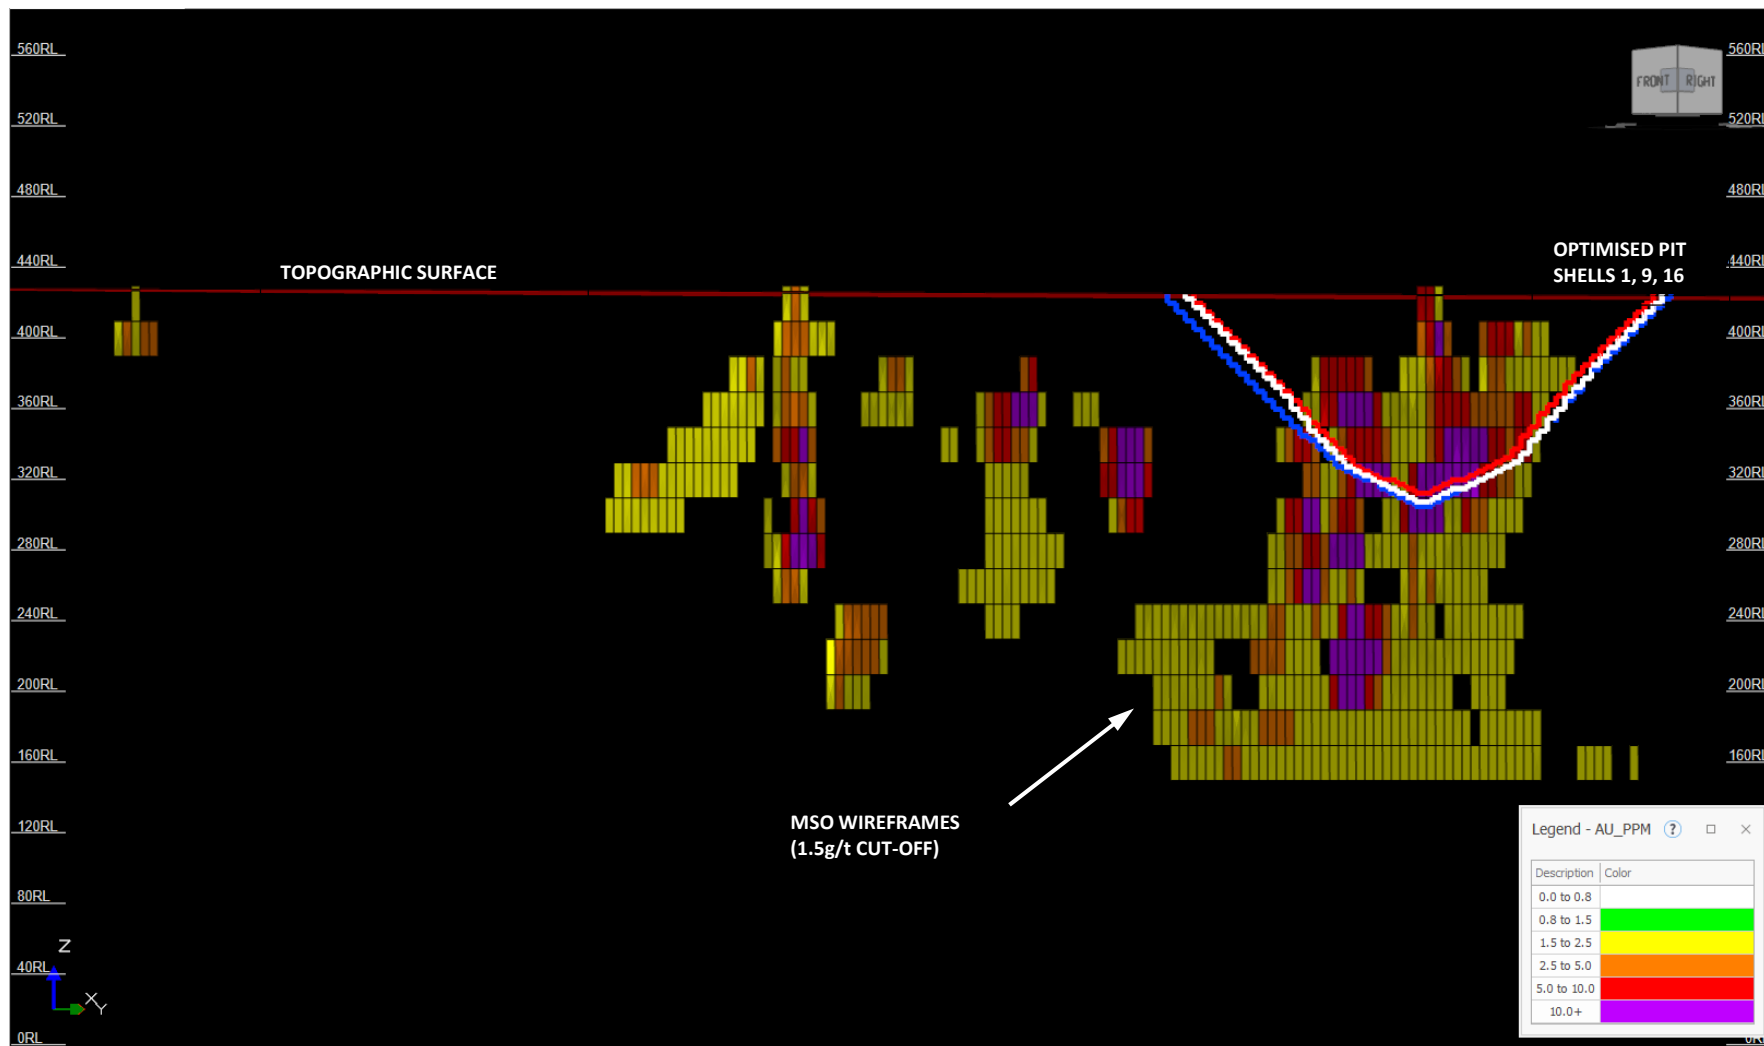 560RL
560RL
FRONT
RIGHT
520RL
520RL
480RL
480RL
OPTIMISED PIT
SHELLS 1, 9, 16
440RL
440RL
TOPOGRAPHIC SURFACE
400RL
400RL
360RL
360RL
320RL
320RL
280RL
280RL
240RL
240RL
200RL
200RL
160RL
160RL
MSO WIREFRAMES
(1.5g/t CUT-OFF)
120RL
80RL
40RL
0RL
Z
X
Y
Legend - AU_PPM
?
Description Color
0.0 to 0.8
0.8 to 1.5
1.5 to 2.5
2.5 to 5.0
5.0 to 10.0
10.0+